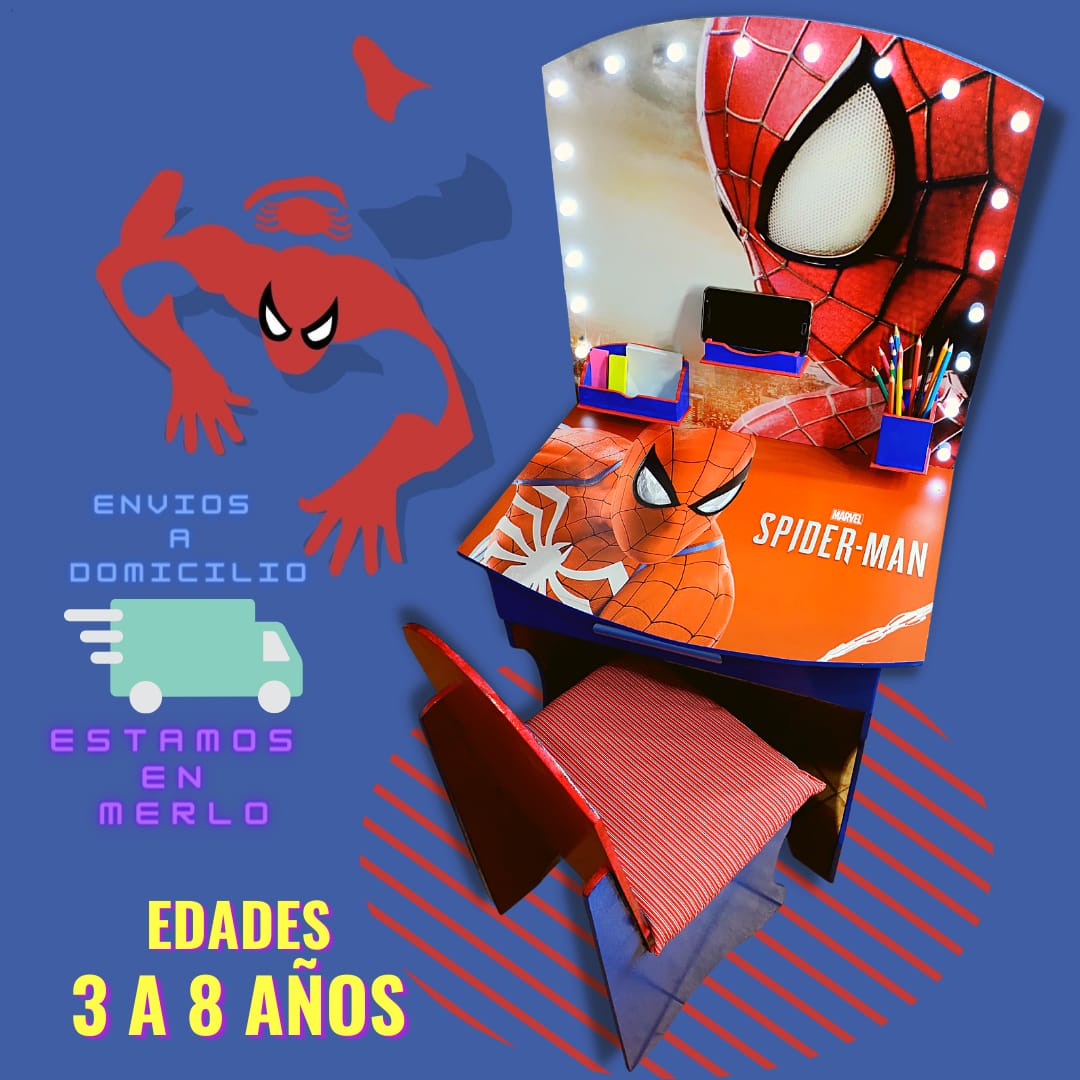 ENVIOS
A
DOMICILIO
ESTAMOS
EN
MERLO
EDADES
3 A 8 AÑOS
MARVEL
SPIDER-MAN